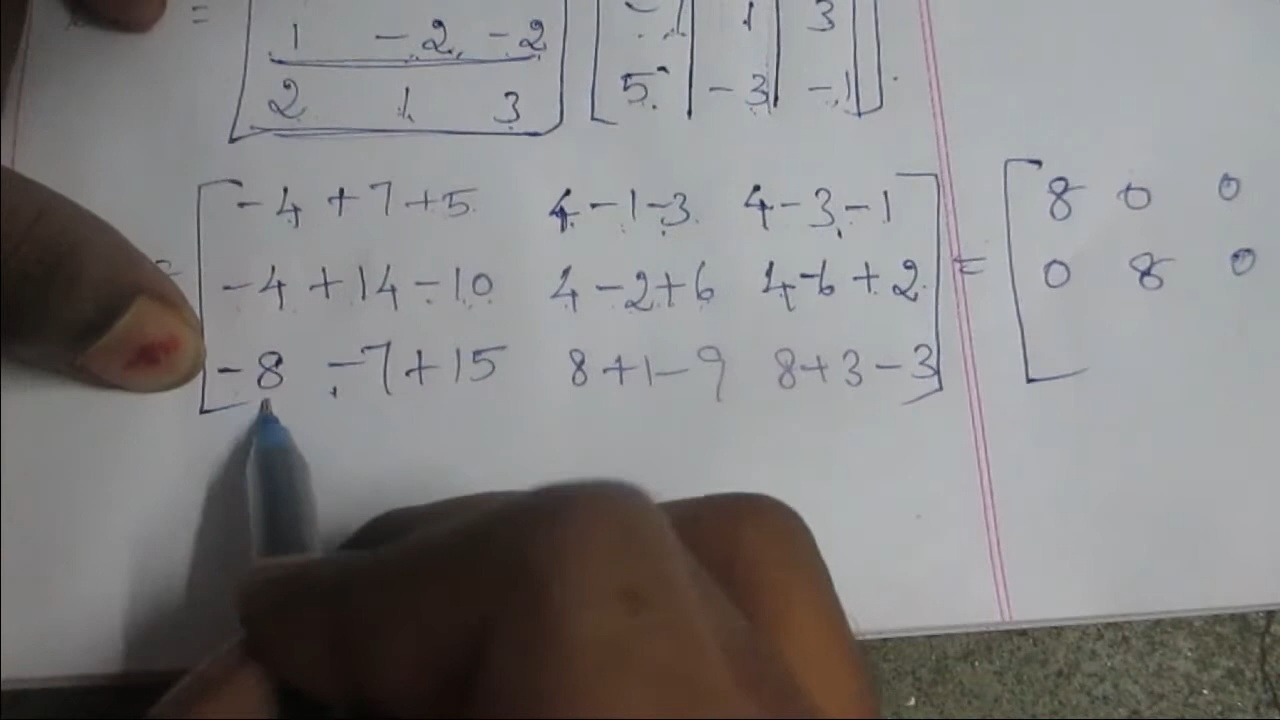 = 1 3
1 -2 -2 5 -3 -1
2 1 3
= -4+7+5 4-1-3 4-3-1 = 8 0 0
-4+14-10 4-2+6 4-6+2 0 8 0
-8 -7+15 8+1-9 8+3-3